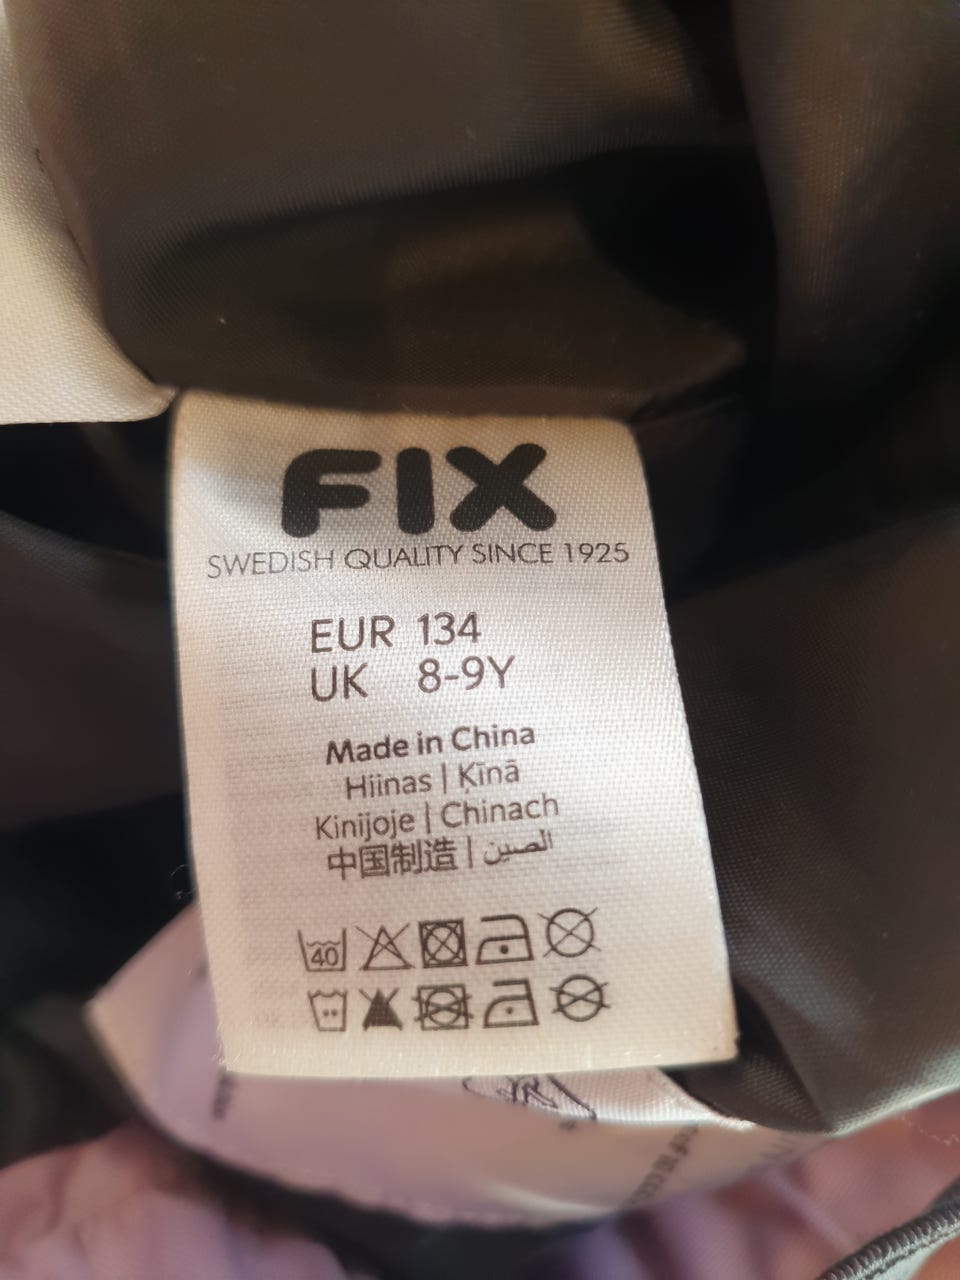 FIX
SWEDISH QUALITY SINCE 1925
EUR 134
UK 8-9Y
Made in China
Hiinas | Ķīnā
Kinijoje | Chinach
中国制造 | الصين
40